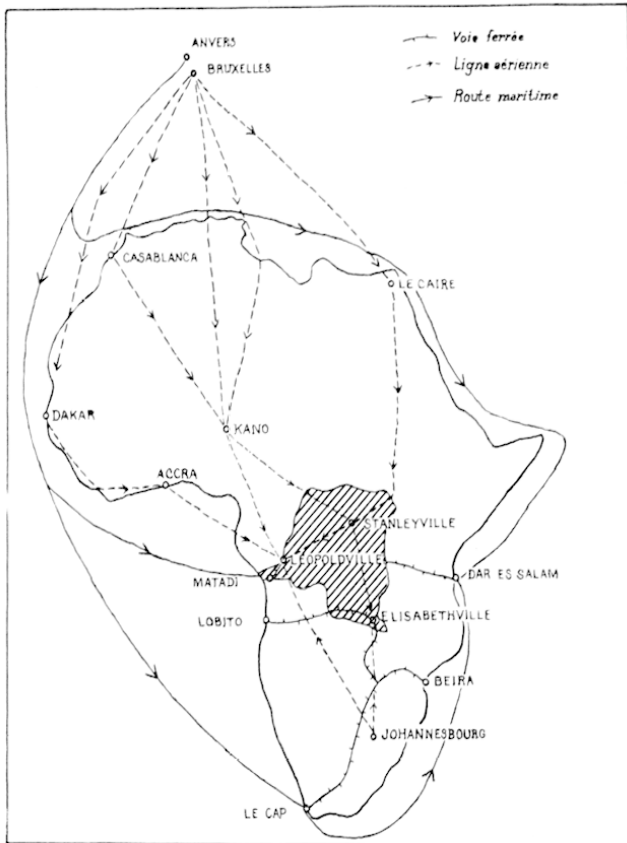 ANVERS
BRUXELLES
Voie ferrée
Ligne aérienne
Route maritime
CASABLANCA
LE CAIRE
DAKAR
KANO
ACCRA
STANLEYVILLE
LEOPOLDVILLE
MATADI
DAR ES SALAM
LOBITO
ELISABETHVILLE
BEIRA
JOHANNESBOURG
LE CAP